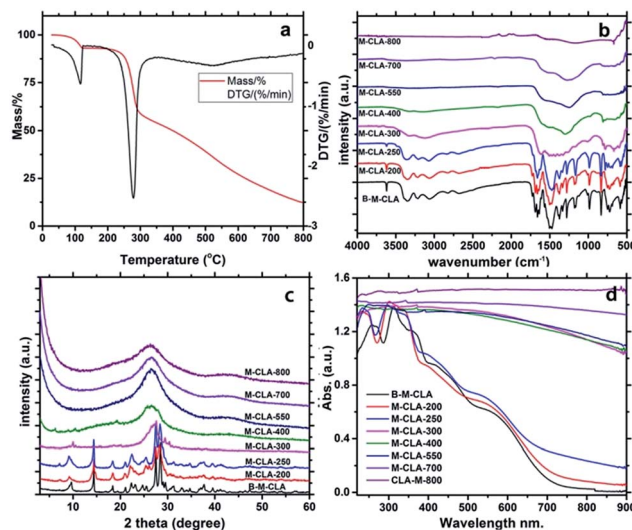 a
100
75
50
25
0
Mass/%
0
-1
-2
-3
DTG/(%/min)
Mass/%
DTG/(%/min)
0 100 200 300 400 500 600 700 800
Temperature (°C)
b
M-CLA-800
M-CLA-700
M-CLA-550
M-CLA-400
M-CLA-300
M-CLA-250
M-CLA-200
B-M-CLA
intensity (a.u.)
4000 3500 3000 2500 2000 1500 1000 500
wavenumber (cm-1)
c
M-CLA-800
M-CLA-700
M-CLA-550
M-CLA-400
M-CLA-300
M-CLA-250
M-CLA-200
B-M-CLA
intensity (a.u.)
0 10 20 30 40 50 60
2 theta (degree)
d
1.6
1.2
0.8
0.4
0.0
Abs. (a.u.)
B-M-CLA
M-CLA-200
M-CLA-250
M-CLA-300
M-CLA-400
M-CLA-550
M-CLA-700
CLA-M-800
300 400 500 600 700 800 900
Wavelength nm.